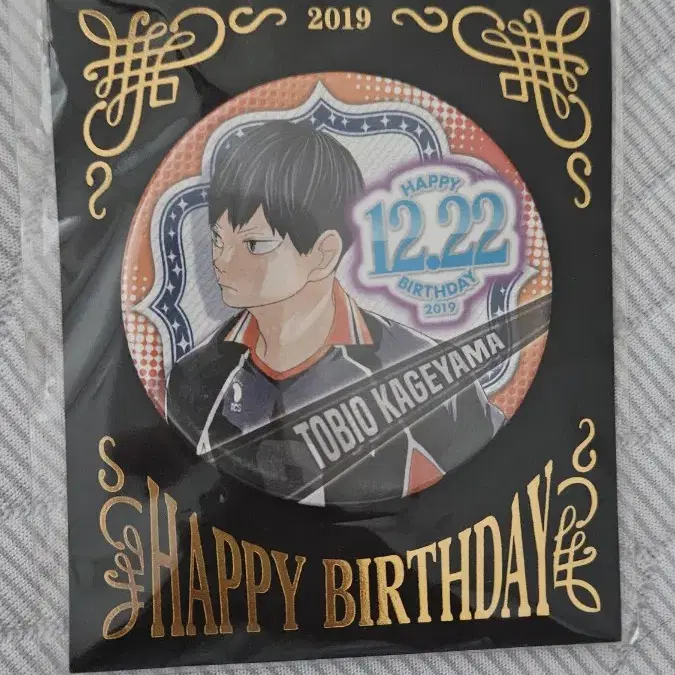 2019
HAPPY
12.22
BIRTHDAY
2019
TOBIO KAGEYAMA
HAPPY BIRTHDAY